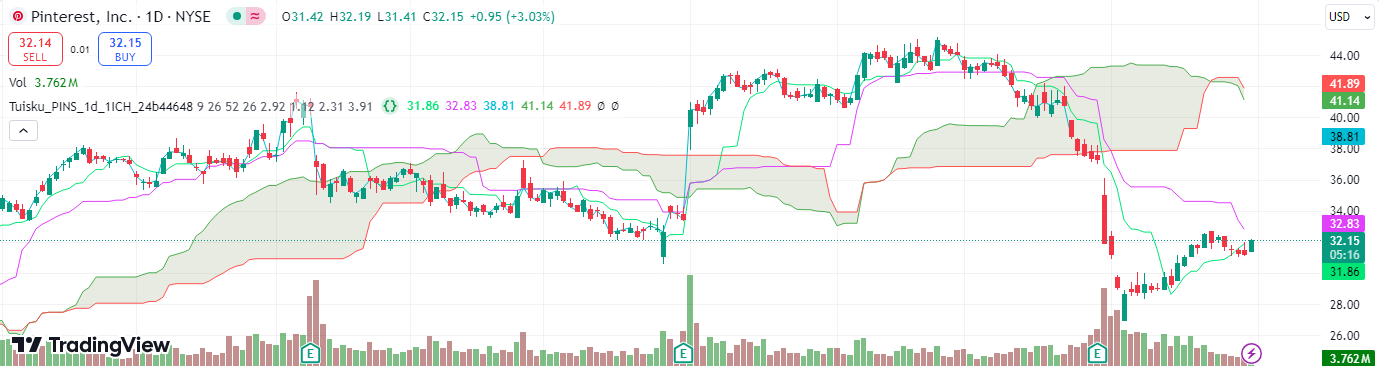 Pinterest, Inc. · 1D · NYSE ≈ O31.42 H32.19 L31.41 C32.15 +0.95 (+3.03%) USD
32.14 SELL 0.01 32.15 BUY
Vol 3.762M
Tuisku_PINS_1d_1ICH_24b44648 9 26 52 26 2.92 1.12 2.31 3.91 {} 31.86 32.83 38.81 41.14 41.89 Ø Ø
44.00
41.89
41.14
40.00
38.81
38.00
36.00
34.00
32.83
32.15
05:16
31.86
28.00
26.00
TradingView
E E E
3.762M